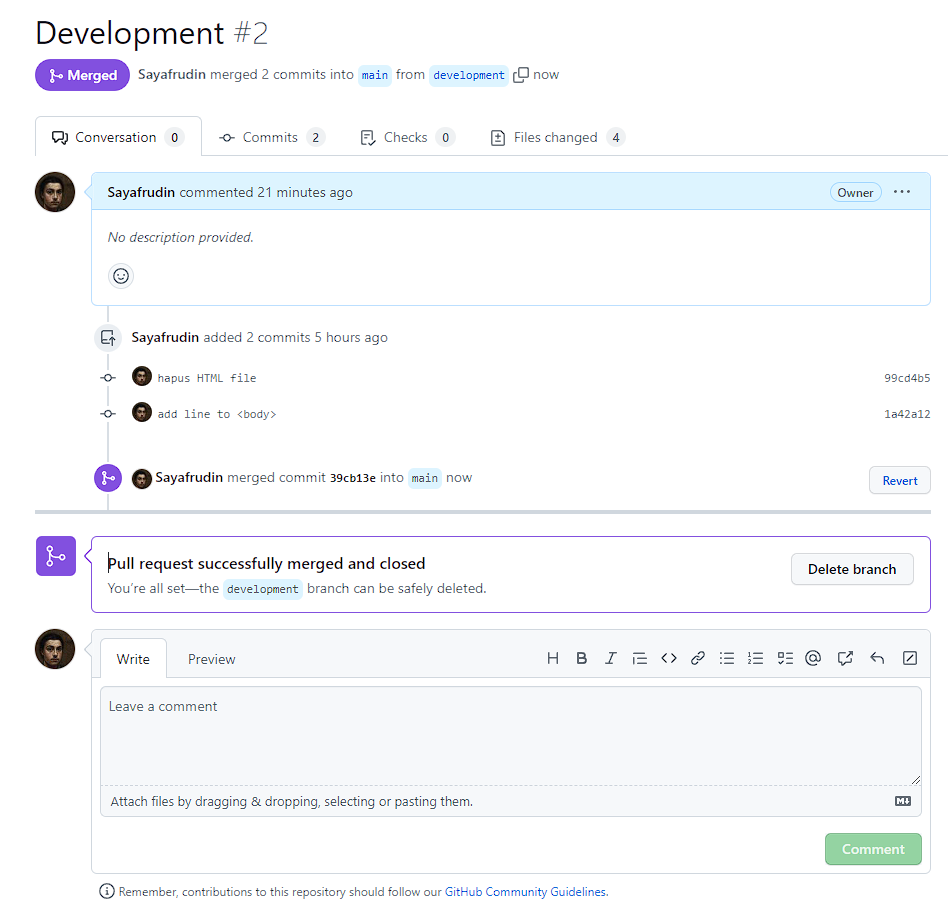 Development #2
Merged Sayafrudin merged 2 commits into main from development now
Conversation 0 Commits 2 Checks 0 Files changed 4
Sayafrudin commented 21 minutes ago Owner ...
No description provided.
Sayafrudin added 2 commits 5 hours ago
hapus HTML file 99cd4b5
add line to <body> 1a42a12
Sayafrudin merged commit 39cb13e into main now Revert
Pull request successfully merged and closed
You're all set—the development branch can be safely deleted. Delete branch
Write Preview H B I
Leave a comment
Attach files by dragging & dropping, selecting or pasting them.
Comment
Remember, contributions to this repository should follow our GitHub Community Guidelines.